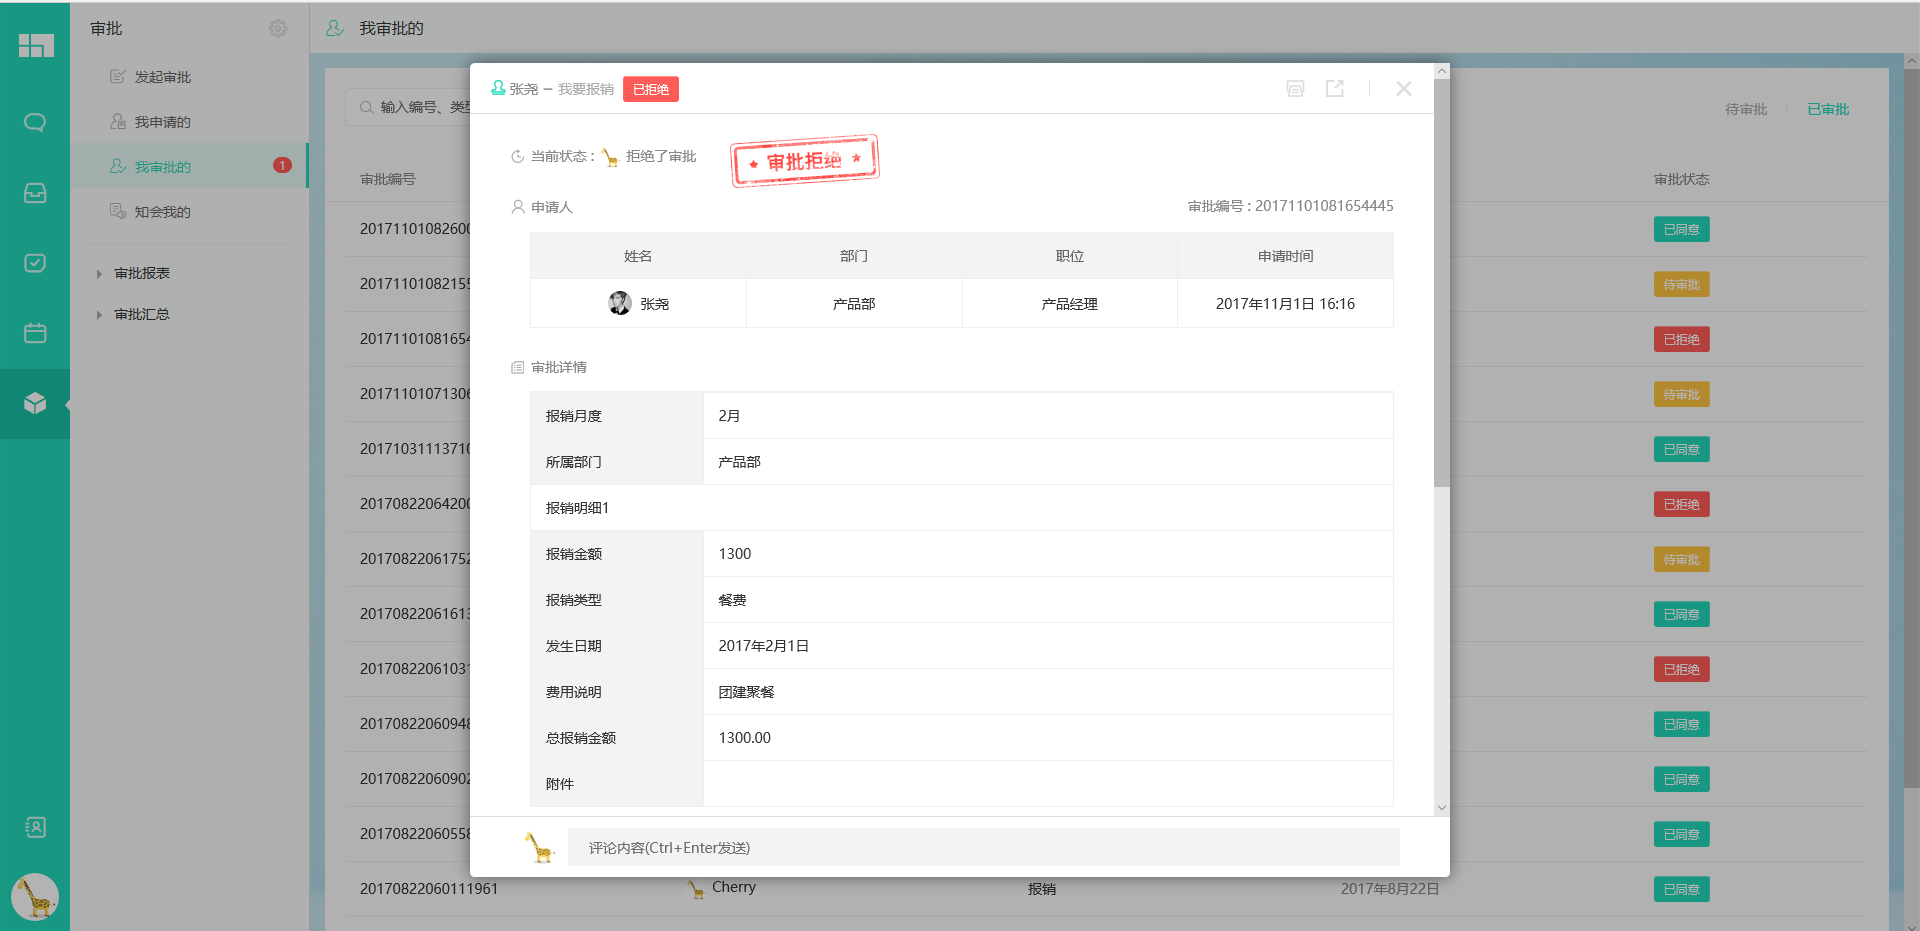 审批
我审批的
发起审批
我申请的
我审批的
1
知会我的
审批报表
审批汇总
输入编号、类
待审批
已审批
审批编号
审批状态
2017110108260
已同意
2017110108215
待审批
20171101081654
已拒绝
2017110107130
待审批
2017103111371
已同意
2017082206420
已拒绝
2017082206175
待审批
2017082206161
已同意
2017082206103
已拒绝
2017082206094
已同意
2017082206090
已同意
2017082206055
已同意
20170822060111961
Cherry
报销
2017年8月22日
已同意
张尧 – 我要报销
已拒绝
当前状态：
拒绝了审批
审批拒绝
申请人
审批编号：20171101081654445
姓名 部门 职位 申请时间
张尧 产品部 产品经理 2017年11月1日 16:16
审批详情
报销月度 2月
所属部门 产品部
报销明细1
报销金额 1300
报销类型 餐费
发生日期 2017年2月1日
费用说明 团建聚餐
总报销金额 1300.00
附件
评论内容(Ctrl+Enter发送)